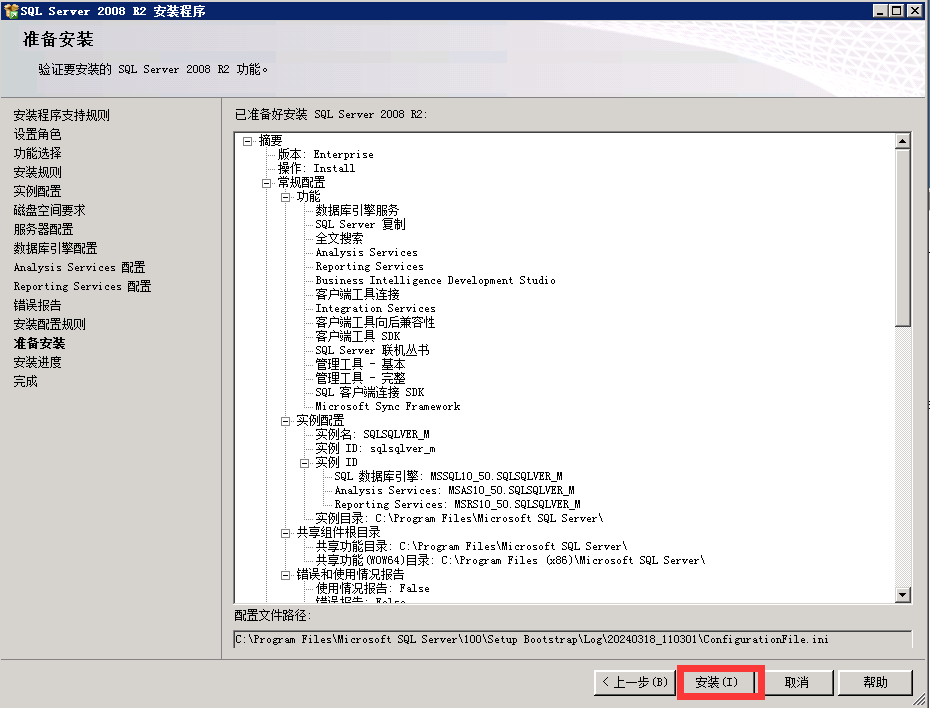 SQL Server 2008 R2 安装程序
准备安装
验证要安装的 SQL Server 2008 R2 功能。
安装程序支持规则
设置角色
功能选择
安装规则
实例配置
磁盘空间要求
服务器配置
数据库引擎配置
Analysis Services 配置
Reporting Services 配置
错误报告
安装配置规则
准备安装
安装进度
完成
已准备好安装 SQL Server 2008 R2:
摘要
版本: Enterprise
操作: Install
常规配置
功能
数据库引擎服务
SQL Server 复制
全文搜索
Analysis Services
Reporting Services
Business Intelligence Development Studio
客户端工具连接
Integration Services
客户端工具向后兼容性
客户端工具 SDK
SQL Server 联机丛书
管理工具 - 基本
管理工具 - 完整
SQL 客户端连接 SDK
Microsoft Sync Framework
实例配置
实例名: SQLSQLVER_M
实例 ID: sqlsqlver_m
实例 ID
SQL 数据库引擎: MSSQL10_50.SQLSQLVER_M
Analysis Services: MSAS10_50.SQLSQLVER_M
Reporting Services: MSRS10_50.SQLSQLVER_M
实例目录: C:\Program Files\Microsoft SQL Server\
共享组件根目录
共享功能目录: C:\Program Files\Microsoft SQL Server\
共享功能(WOW64)目录: C:\Program Files (x86)\Microsoft SQL Server\
错误和使用情况报告
使用情况报告: False
错误报告: False
配置文件路径:
C:\Program Files\Microsoft SQL Server\100\Setup Bootstrap\Log\20240318_110301\ConfigurationFile.ini
< 上一步(B)
安装(I)
取消
帮助